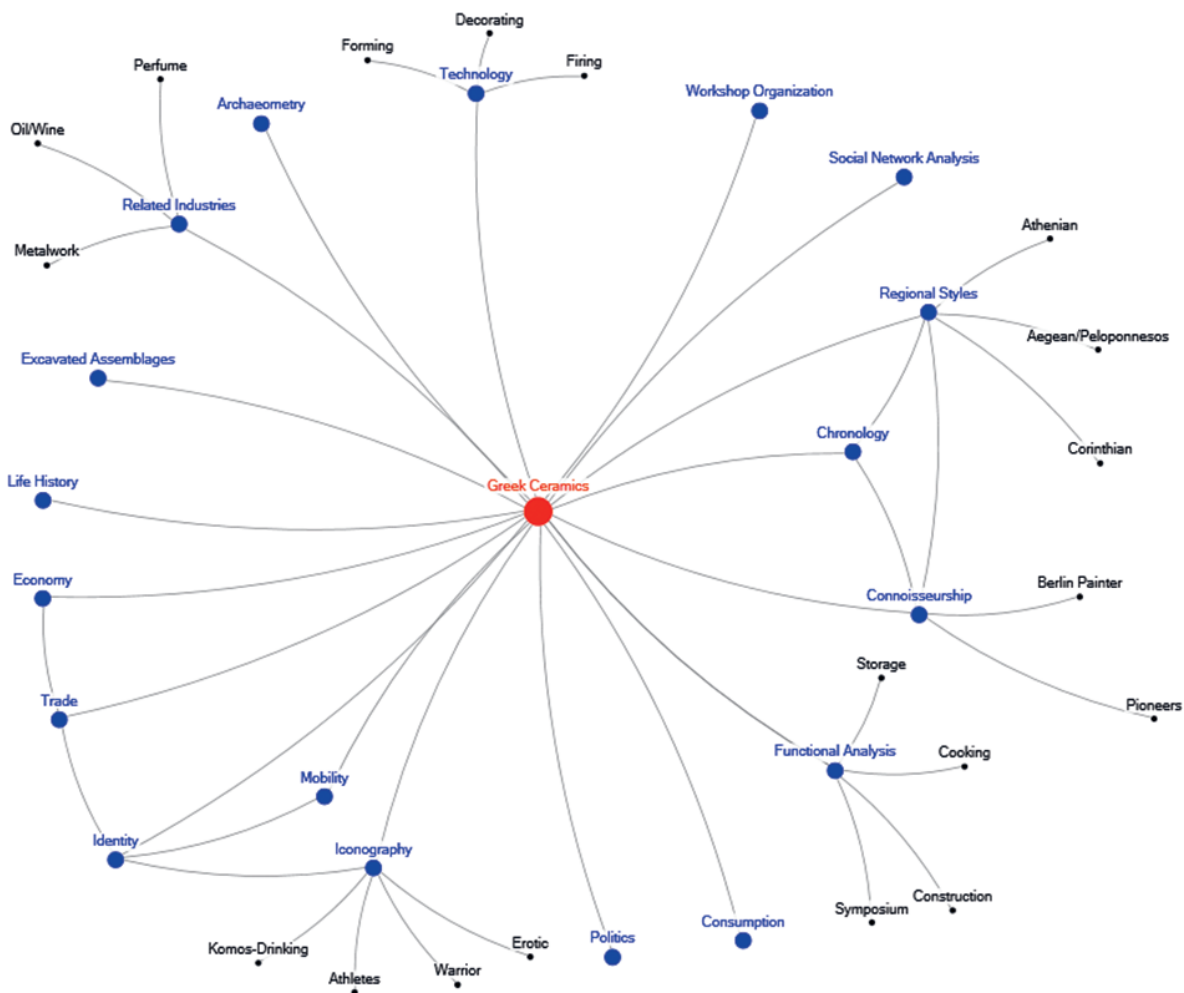 Decorating
Forming
Firing
Perfume
Technology
Workshop Organization
Archaeometry
Oil/Wine
Social Network Analysis
Related Industries
Athenian
Metalwork
Regional Styles
Aegean/Peloponnesos
Excavated Assemblages
Chronology
Corinthian
Life History
Greek Ceramics
Economy
Berlin Painter
Connoisseurship
Storage
Trade
Pioneers
Functional Analysis
Cooking
Mobility
Identity
Iconography
Construction
Symposium
Consumption
Politics
Erotic
Komos-Drinking
Warrior
Athletes